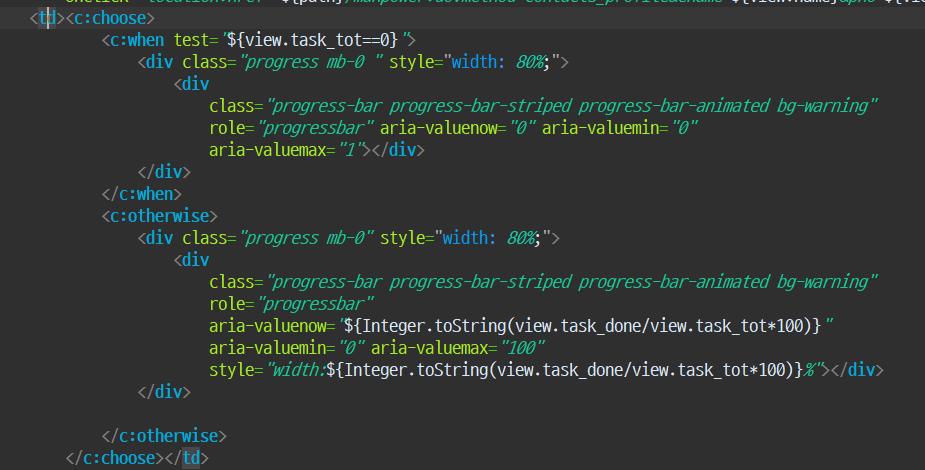 <td><c:choose>
<c:when test="${view.task_tot==0}">
<div class="progress mb-0 " style="width: 80%;">
<div
class="progress-bar progress-bar-striped progress-bar-animated bg-warning"
role="progressbar" aria-valuenow="0" aria-valuemin="0"
aria-valuemax="1"></div>
</div>
</c:when>
<c:otherwise>
<div class="progress mb-0" style="width: 80%;">
<div
class="progress-bar progress-bar-striped progress-bar-animated bg-warning"
role="progressbar"
aria-valuenow="${Integer.toString(view.task_done/view.task_tot*100)}"
aria-valuemin="0" aria-valuemax="100"
style="width:${Integer.toString(view.task_done/view.task_tot*100)}%"></div>
</div>
</c:otherwise>
</c:choose></td>